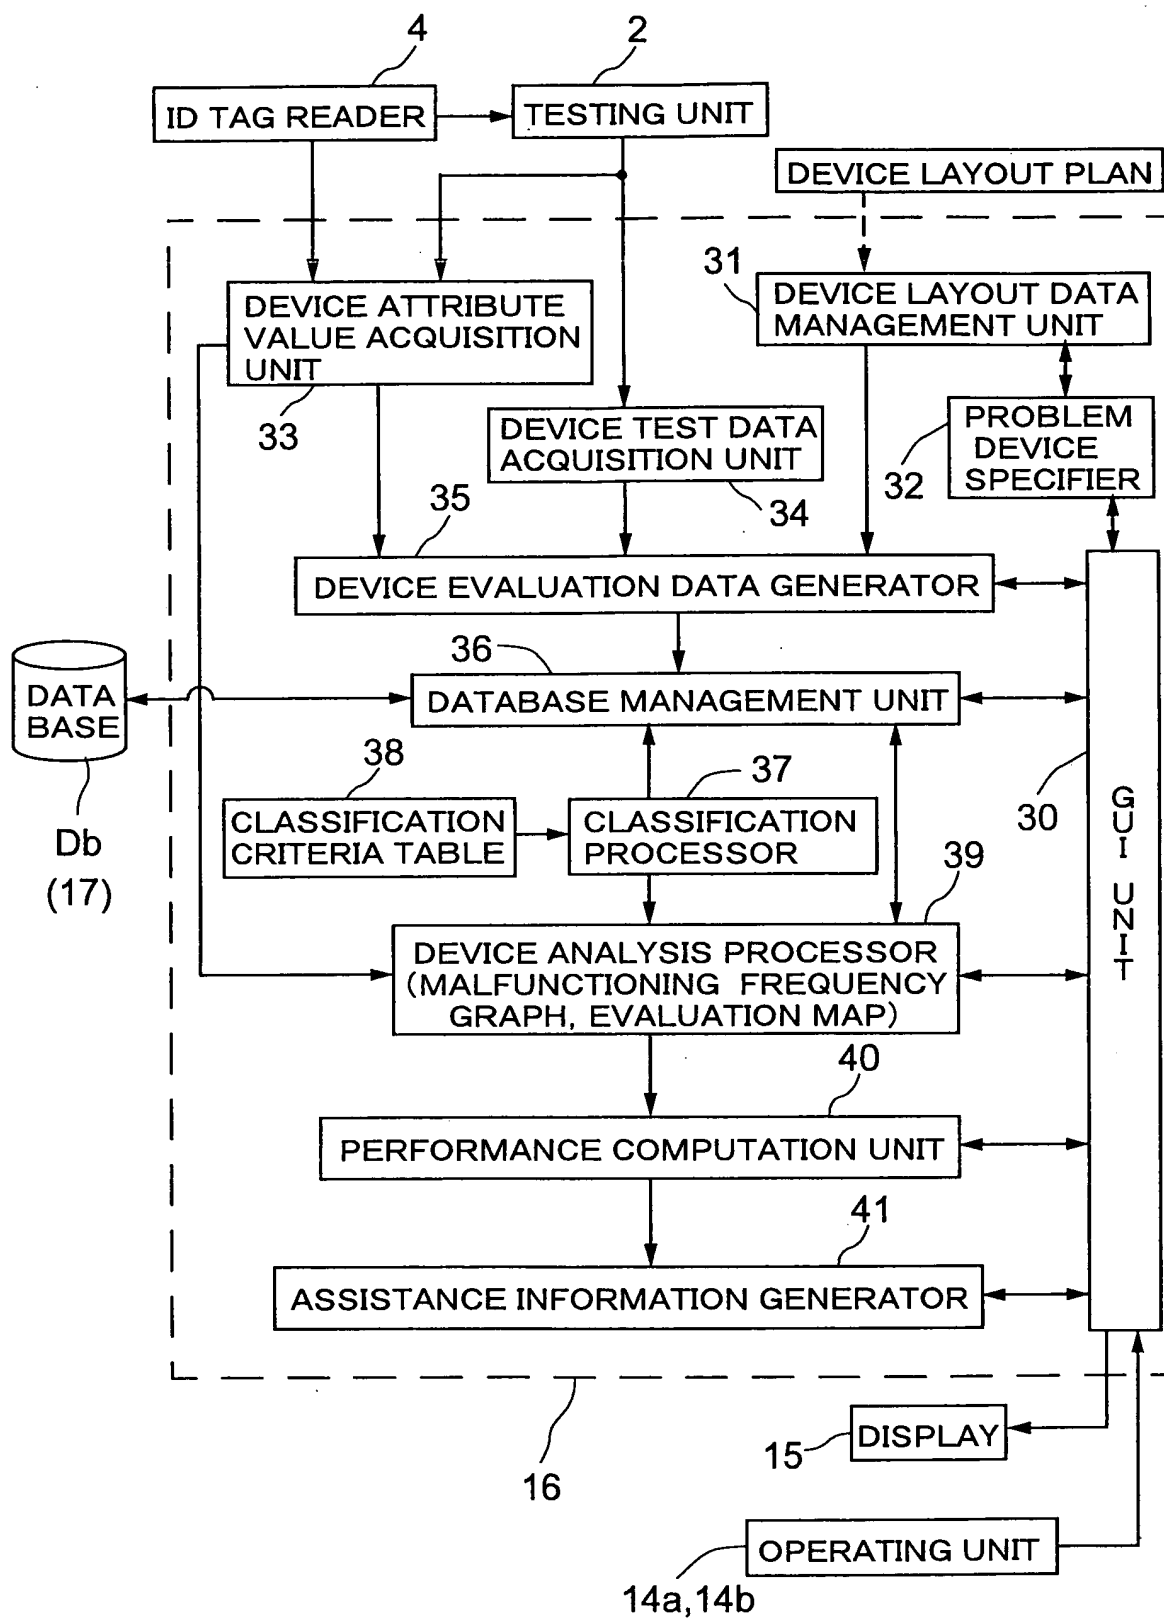 4
2
ID TAG READER
TESTING UNIT
DEVICE LAYOUT PLAN
31
DEVICE ATTRIBUTE
VALUE ACQUISITION
UNIT
33
DEVICE LAYOUT DATA
MANAGEMENT UNIT
DEVICE TEST DATA
ACQUISITION UNIT
34
PROBLEM
DEVICE
SPECIFIER
32
35
DEVICE EVALUATION DATA GENERATOR
36
DATA
BASE
Db
(17)
DATABASE MANAGEMENT UNIT
38
37
CLASSIFICATION
CRITERIA TABLE
CLASSIFICATION
PROCESSOR
30
GUI UNIT
39
DEVICE ANALYSIS PROCESSOR
(MALFUNCTIONING FREQUENCY
GRAPH, EVALUATION MAP)
40
PERFORMANCE COMPUTATION UNIT
41
ASSISTANCE INFORMATION GENERATOR
16
15
DISPLAY
OPERATING UNIT
14a,14b